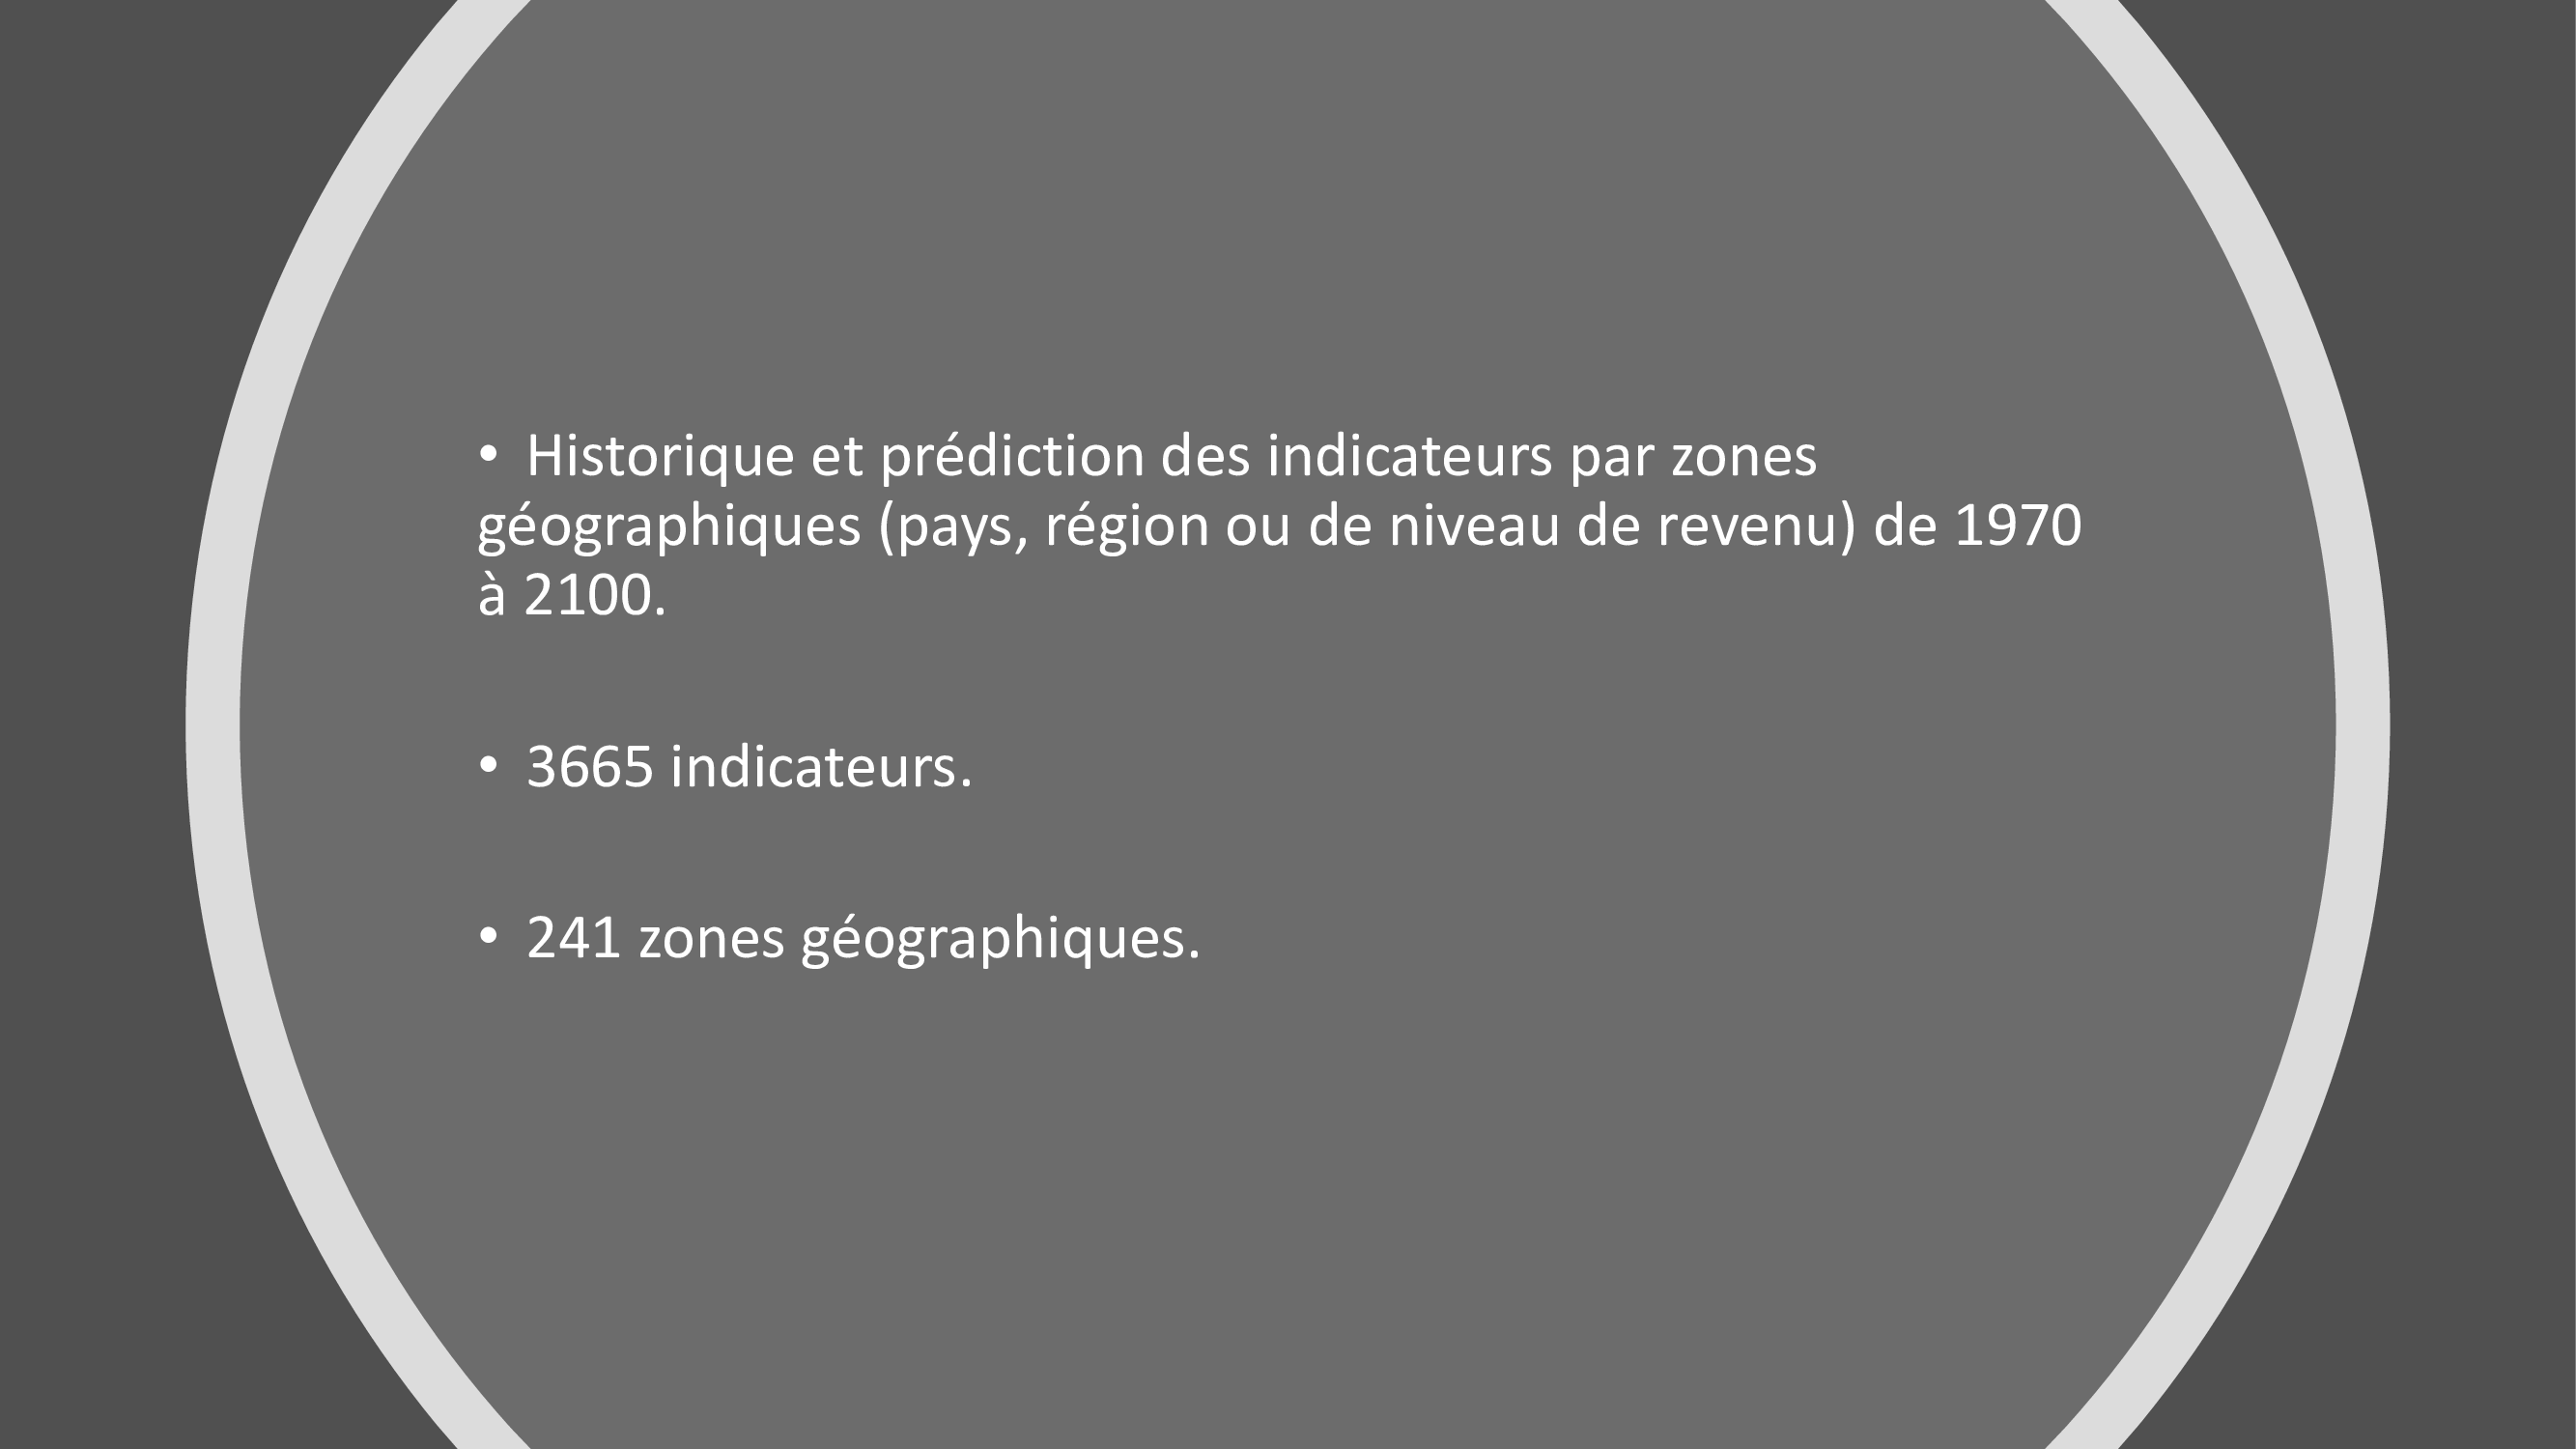 • Historique et prédiction des indicateurs par zones
géographiques (pays, région ou de niveau de revenu) de 1970
à 2100.
• 3665 indicateurs.
• 241 zones géographiques.